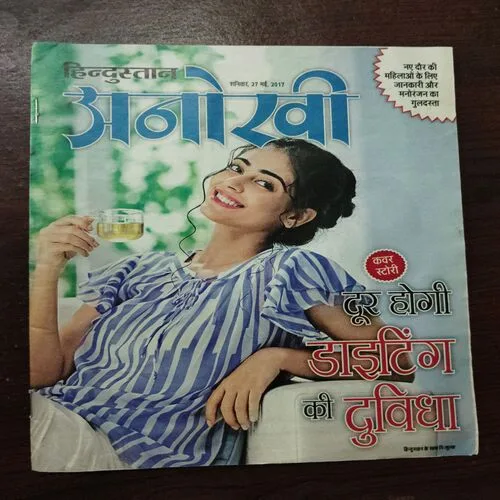 हिन्दुस्तान
शनिवार, 27 मई, 2017
अनोखी
नए दौर की
महिलाओं के लिए
जानकारी और
मनोरंजन का
गुलदस्ता
कवर
स्टोरी
दूर होगी
डाइटिंग
की दुविधा
हिन्दुस्तान के साथ नि:शुल्क